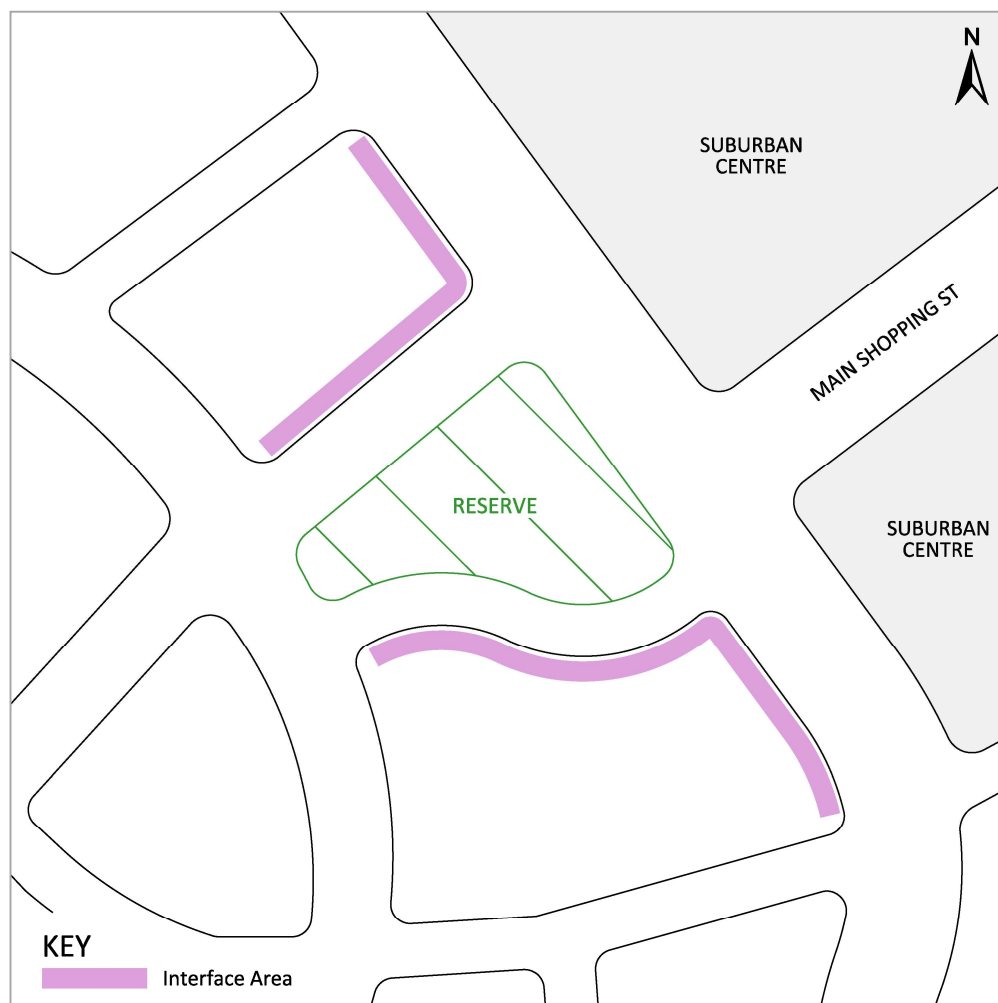 N
SUBURBAN
CENTRE
MAIN SHOPPING ST
RESERVE
SUBURBAN
CENTRE
KEY
Interface Area